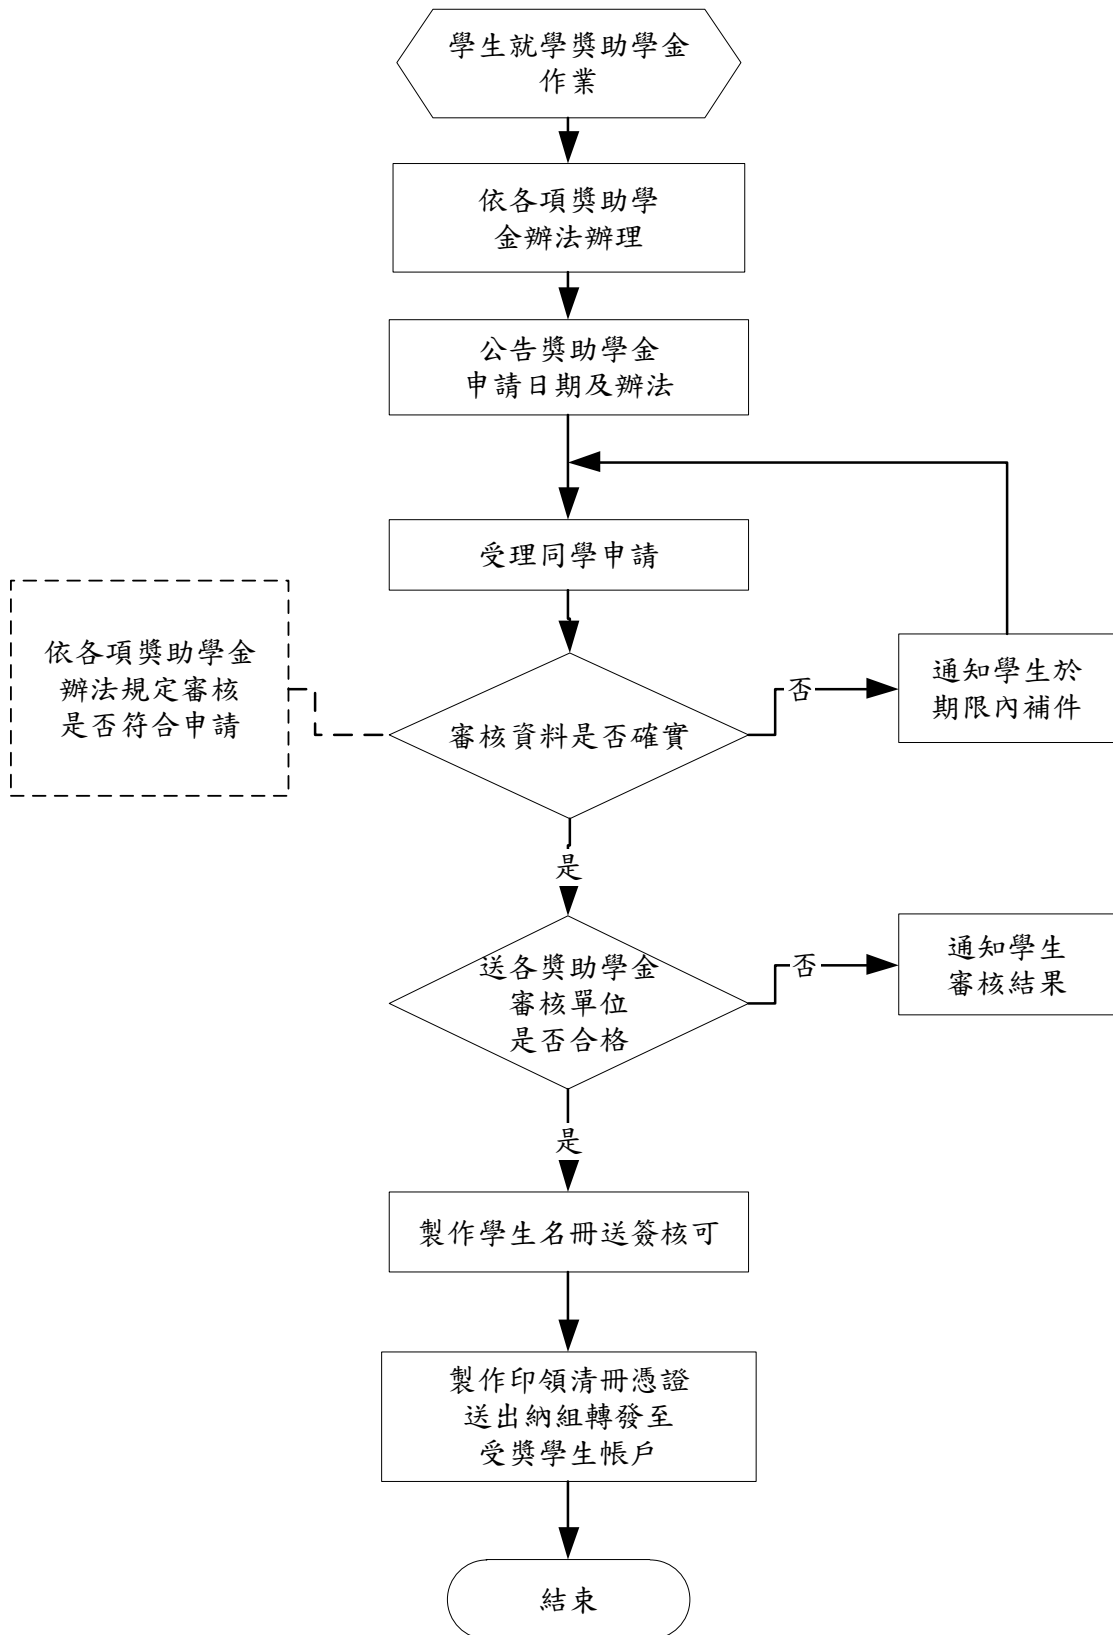 學生就學獎助學金
作業
依各項獎助學
金辦法辦理
公告獎助學金
申請日期及辦法
受理同學申請
依各項獎助學金
辦法規定審核
是否符合申請
審核資料是否確實
否
通知學生於
期限內補件
是
送各獎助學金
審核單位
是否合格
否
通知學生
審核結果
是
製作學生名冊送簽核可
製作印領清冊憑證
送出納組轉發至
受獎學生帳戶
結束